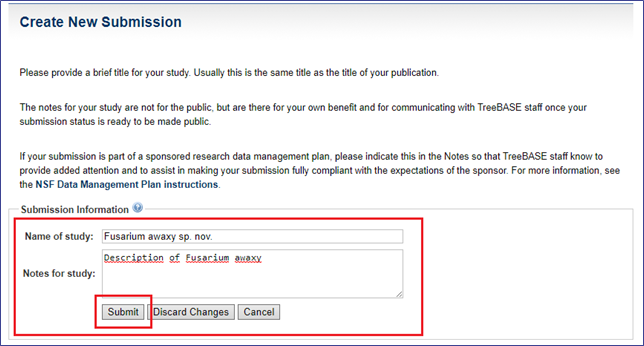 Create New Submission
Please provide a brief title for your study. Usually this is the same title as the title of your publication.
The notes for your study are not for the public, but are there for your own benefit and for communicating with TreeBASE staff once your
submission status is ready to be made public.
If your submission is part of a sponsored research data management plan, please indicate this in the Notes so that TreeBASE staff know to
provided added attention and to assist in making your submission fully compliant with the expectations of the sponsor. For more information, see
the NSF Data Management Plan instructions.
Submission Information ?
Name of study: Fusarium awaxy sp. nov.
Notes for study: Description of Fusarium awaxy
Submit Discard Changes Cancel